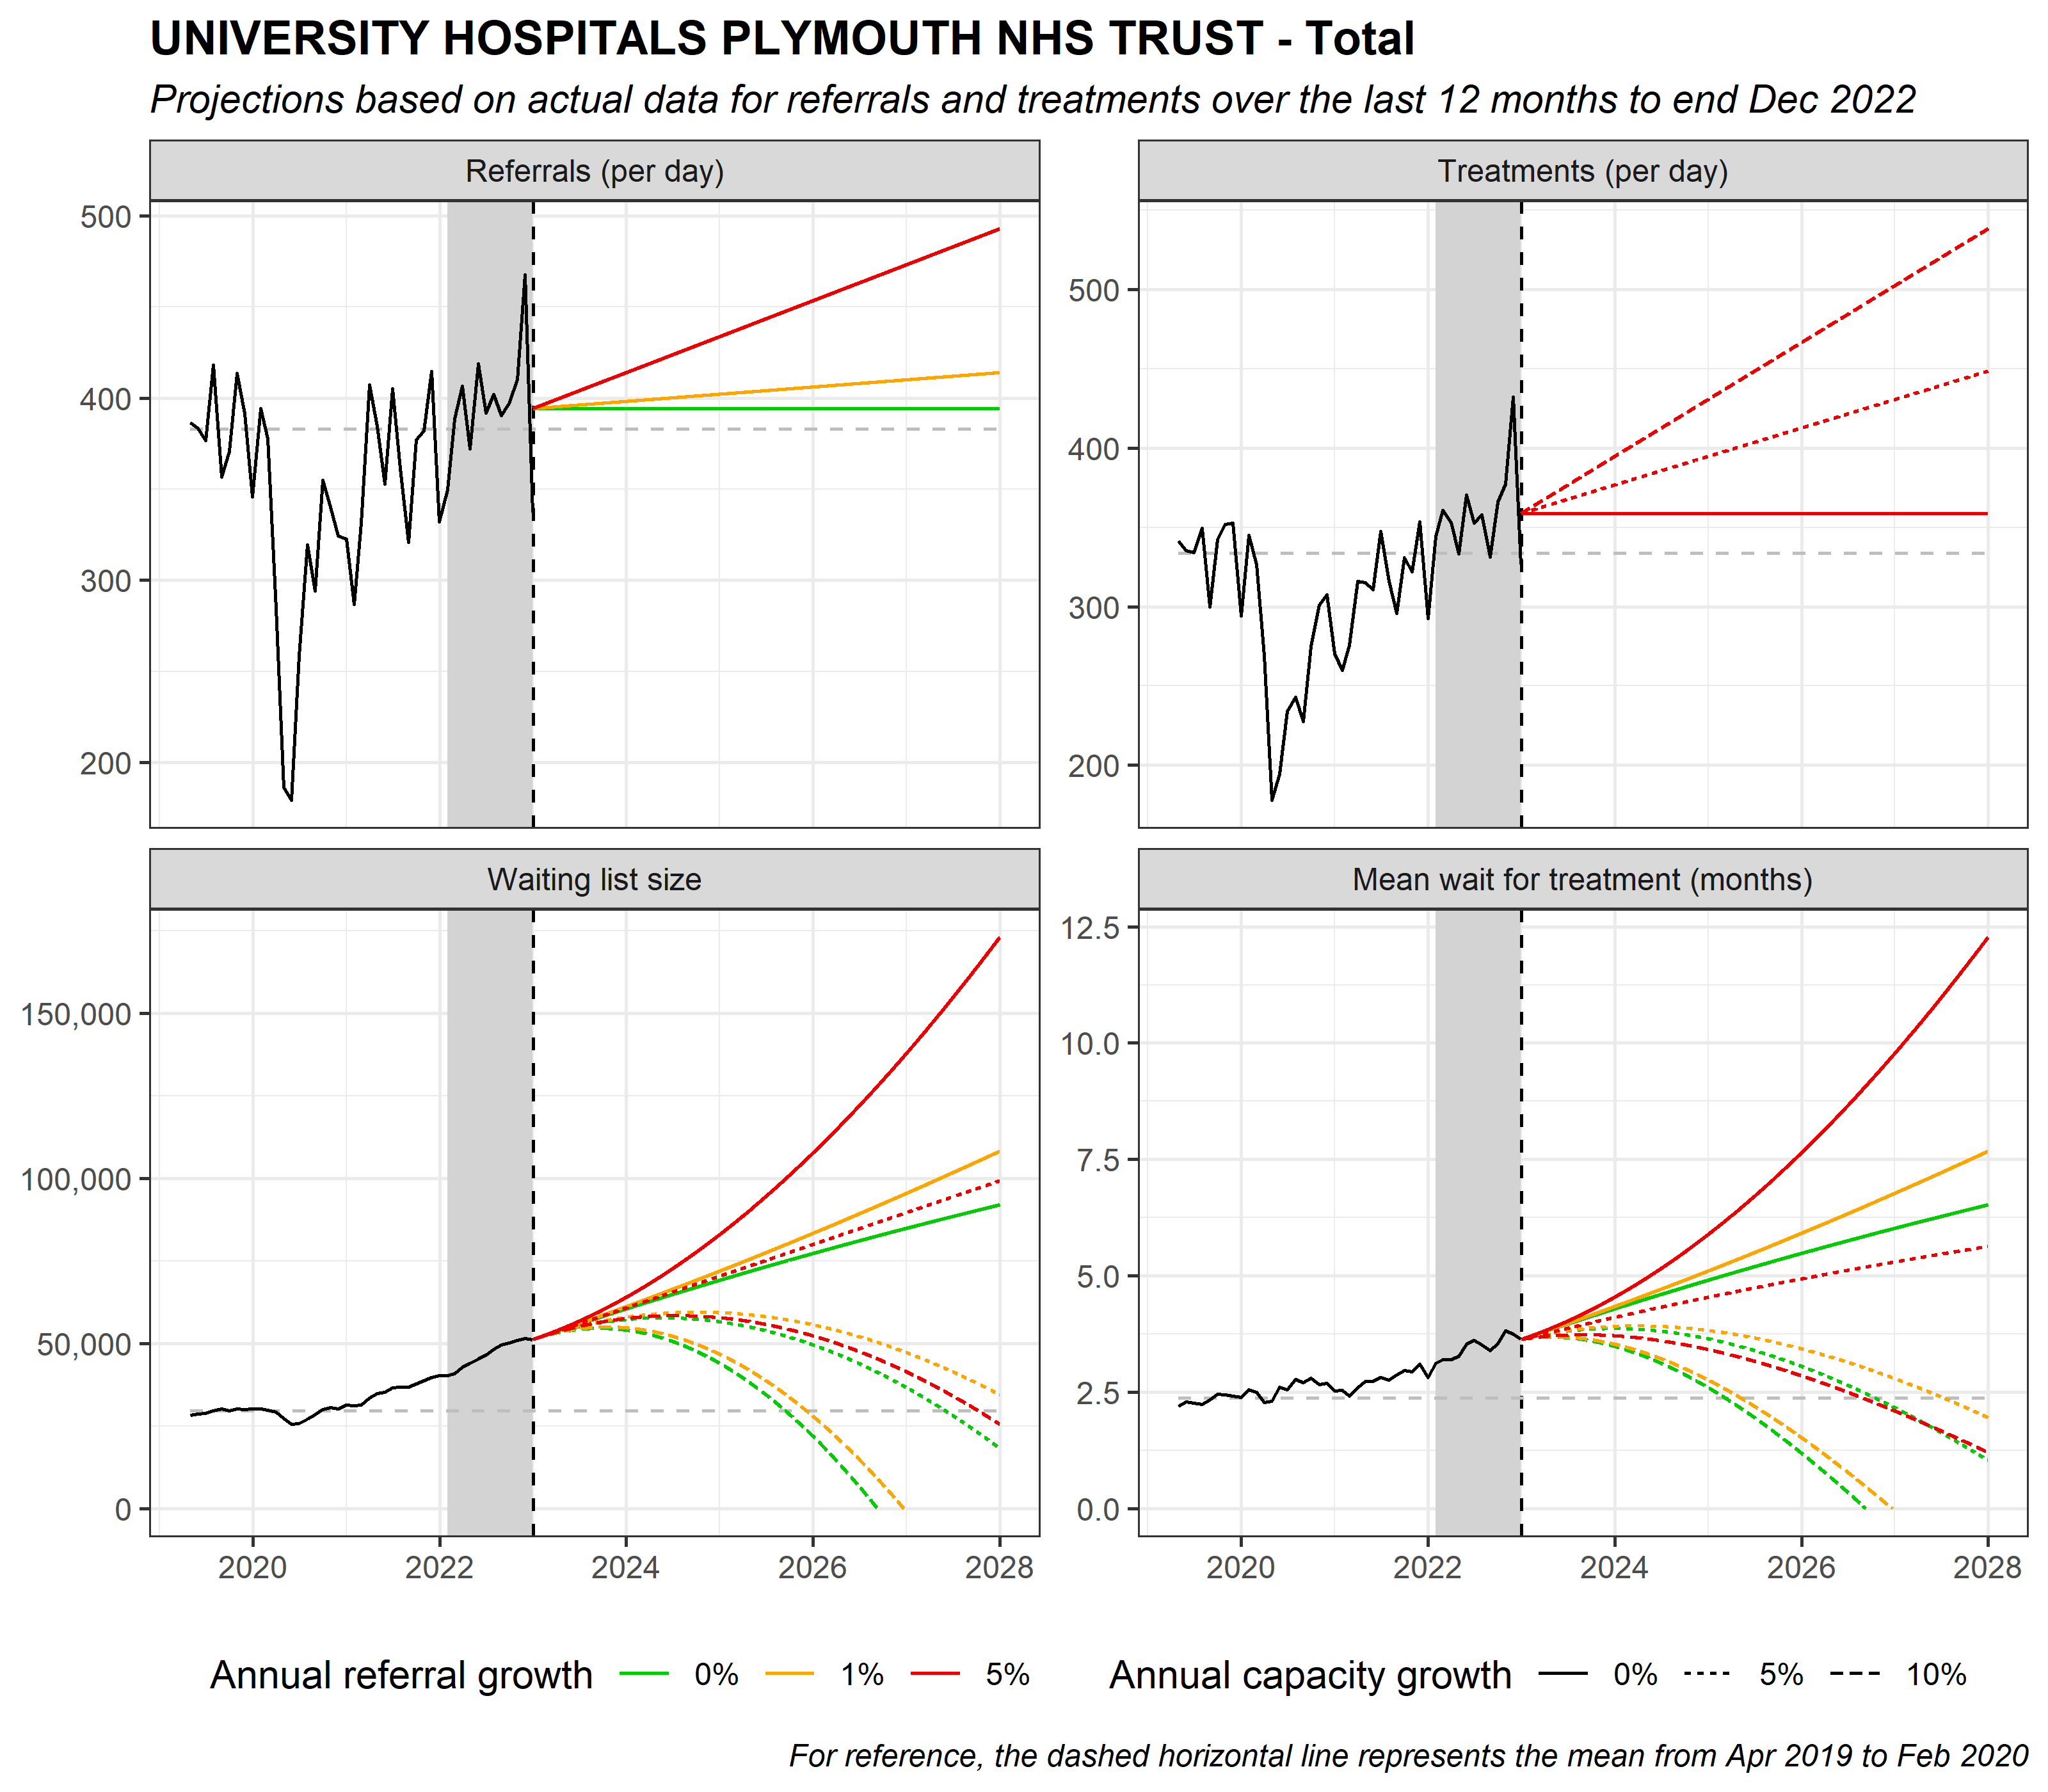 UNIVERSITY HOSPITALS PLYMOUTH NHS TRUST - Total
Projections based on actual data for referrals and treatments over the last 12 months to end Dec 2022
Referrals (per day)
500
400
300
200
Treatments (per day)
500
400
300
200
Waiting list size
150,000
100,000
50,000
0
2020 2022 2024 2026 2028
Mean wait for treatment (months)
12.5
10.0
7.5
5.0
2.5
0.0
2020 2022 2024 2026 2028
Annual referral growth 0% 1% 5%
Annual capacity growth 0% 5% 10%
For reference, the dashed horizontal line represents the mean from Apr 2019 to Feb 2020